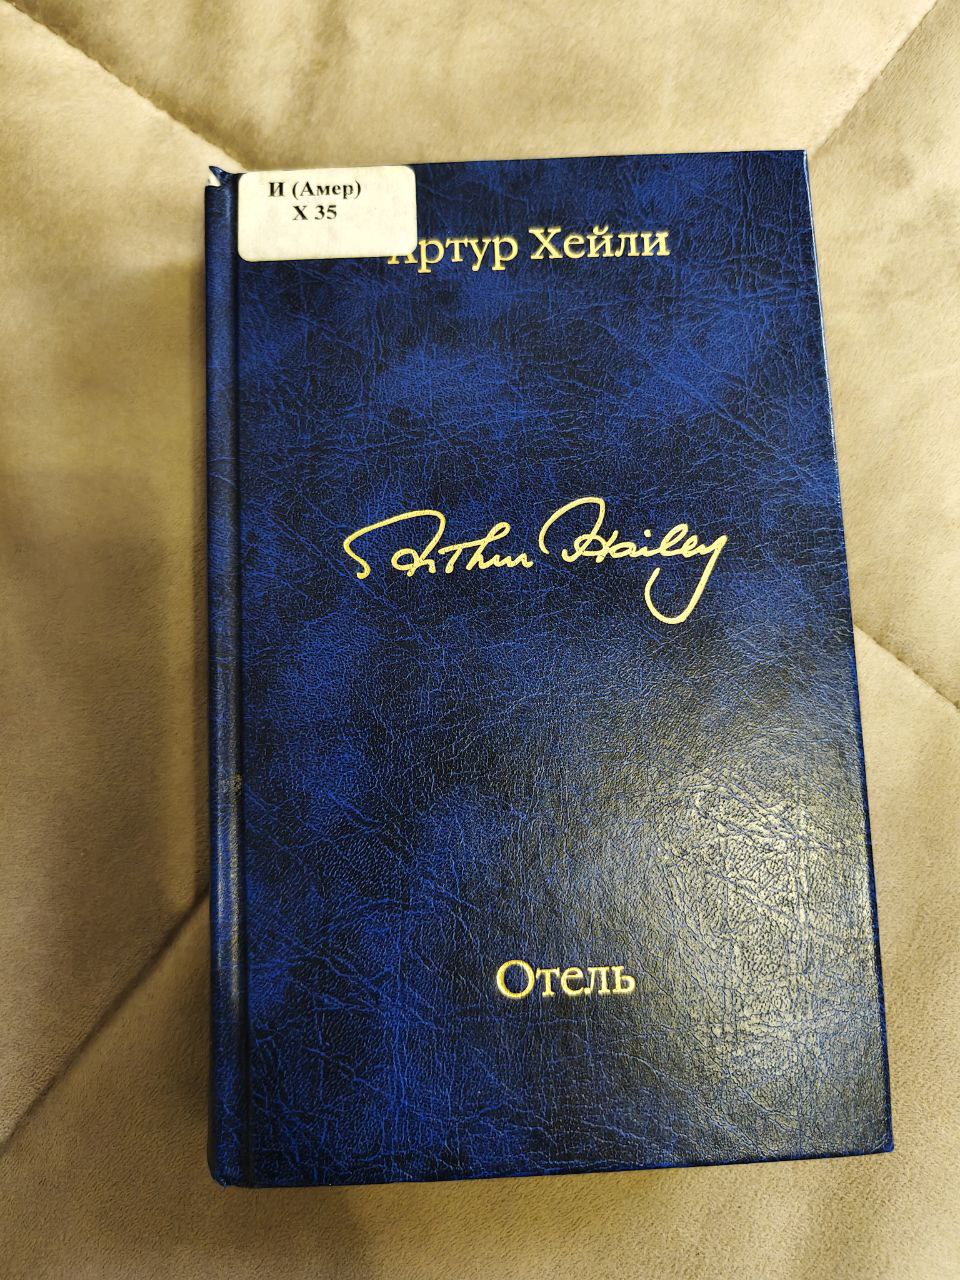 И (Амер)
Х 35
Артур Хейли
Arthur Hailey
Отель